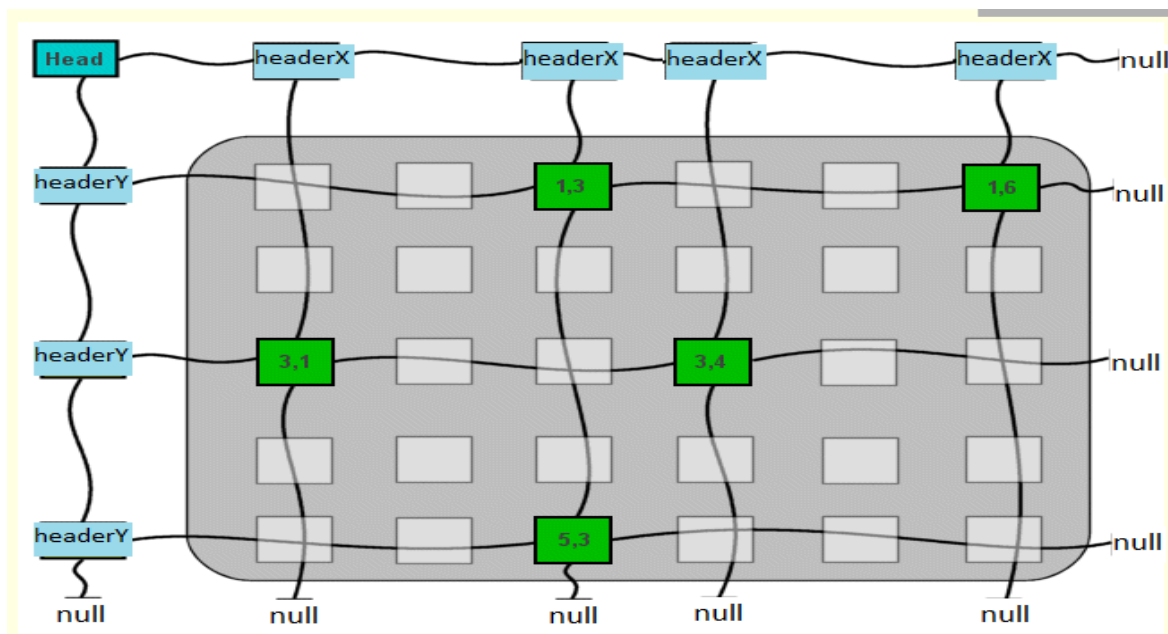 Head headerX headerX headerX headerX null
headerY 1,3 1,6 null
headerY 3,1 3,4 null
headerY 5,3 null
null null null null null